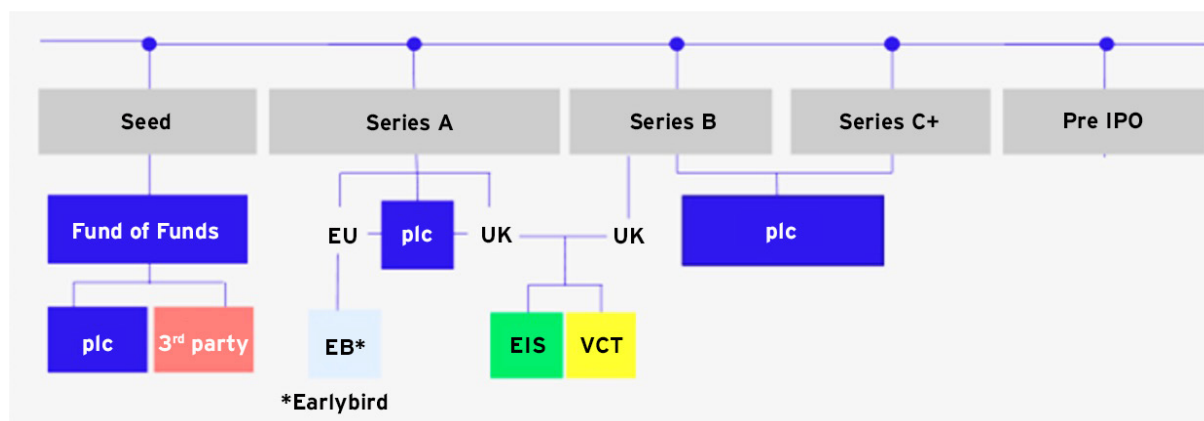 Seed
Series A
Series B
Series C+
Pre IPO
Fund of Funds
EU
plc
UK
UK
plc
plc
3rd party
EB*
EIS
VCT
*Earlybird